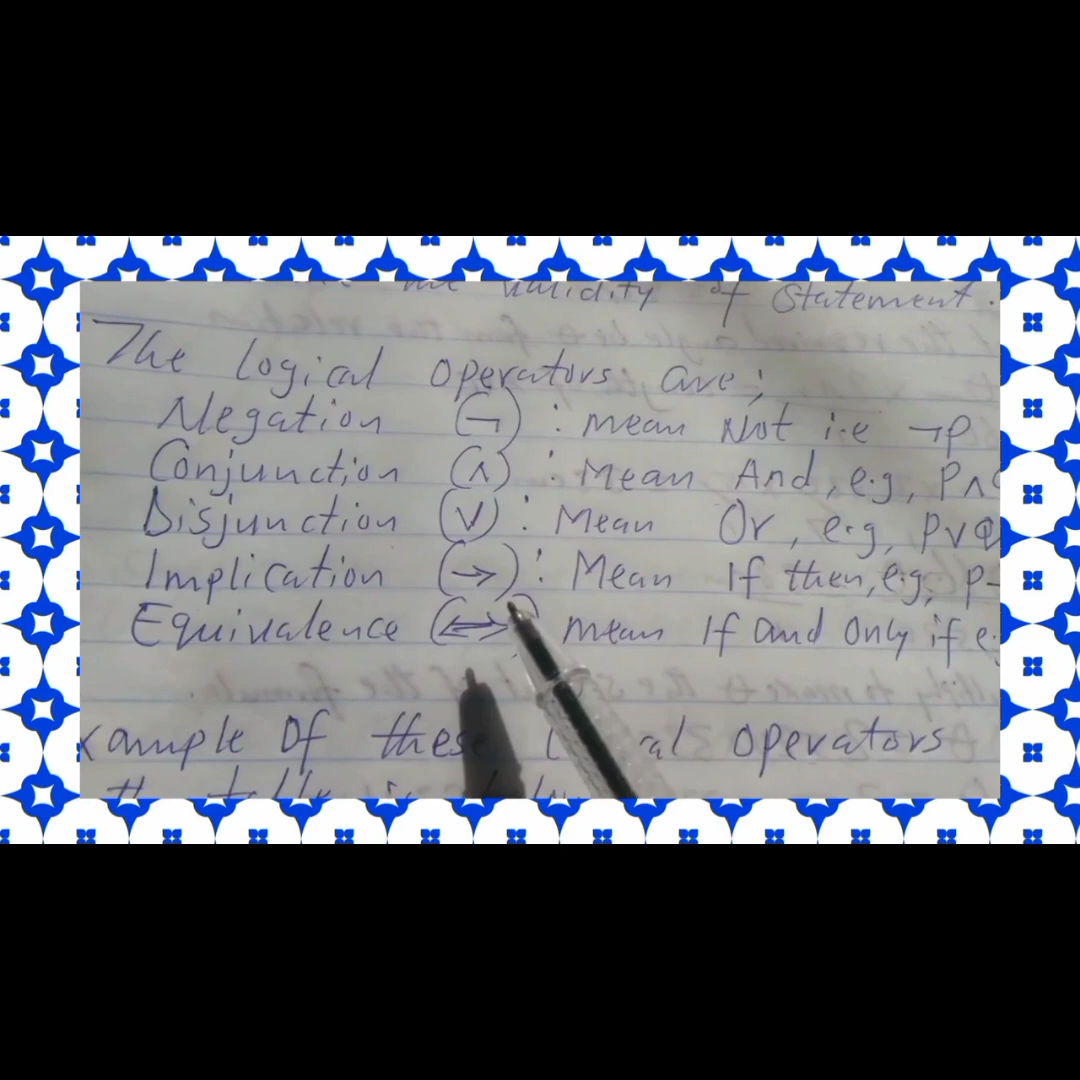 validity of Statement.
The logical operators are;
Negation (¬) : mean Not i.e ¬p
Conjunction (∧) : Mean And, e.g, P∧
Disjunction (∨) : Mean Or, e.g, P∨Q
Implication (→) : Mean If then, e.g, p-
Equivalence (⇔) mean If and only if e.
xample Of these al operators